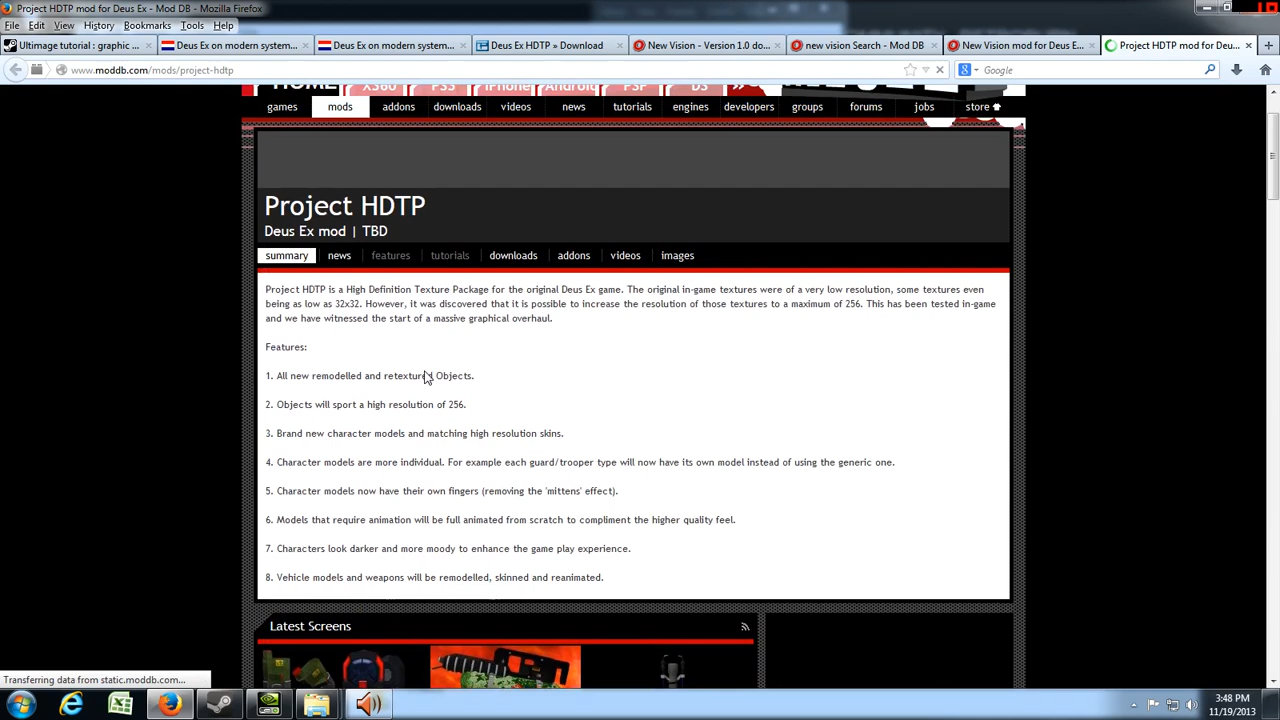 Project HDTP mod for Deus Ex - Mod DB - Mozilla Firefox
File Edit View History Bookmarks Tools Help
Ultimage tutorial : graphic ... Deus Ex on modern system... Deus Ex on modern system... Deus Ex HDTP » Download New Vision - Version 1.0 do... new vision Search - Mod DB New Vision mod for Deus E... Project HDTP mod for Deu...
www.moddb.com/mods/project-hdtp Google
HOME X360 PS3 iPhone Android PSP DS »
games mods addons downloads videos news tutorials engines developers groups forums jobs store
Project HDTP
Deus Ex mod | TBD
summary news features tutorials downloads addons videos images
Project HDTP is a High Definition Texture Package for the original Deus Ex game. The original in-game textures were of a very low resolution, some textures even
being as low as 32x32. However, it was discovered that it is possible to increase the resolution of those textures to a maximum of 256. This has been tested in-game
and we have witnessed the start of a massive graphical overhaul.
Features:
1. All new remodelled and retextured Objects.
2. Objects will sport a high resolution of 256.
3. Brand new character models and matching high resolution skins.
4. Character models are more individual. For example each guard/trooper type will now have its own model instead of using the generic one.
5. Character models now have their own fingers (removing the 'mittens' effect).
6. Models that require animation will be full animated from scratch to compliment the higher quality feel.
7. Characters look darker and more moody to enhance the game play experience.
8. Vehicle models and weapons will be remodelled, skinned and reanimated.
Latest Screens
Transferring data from static.moddb.com...
3:48 PM
11/19/2013